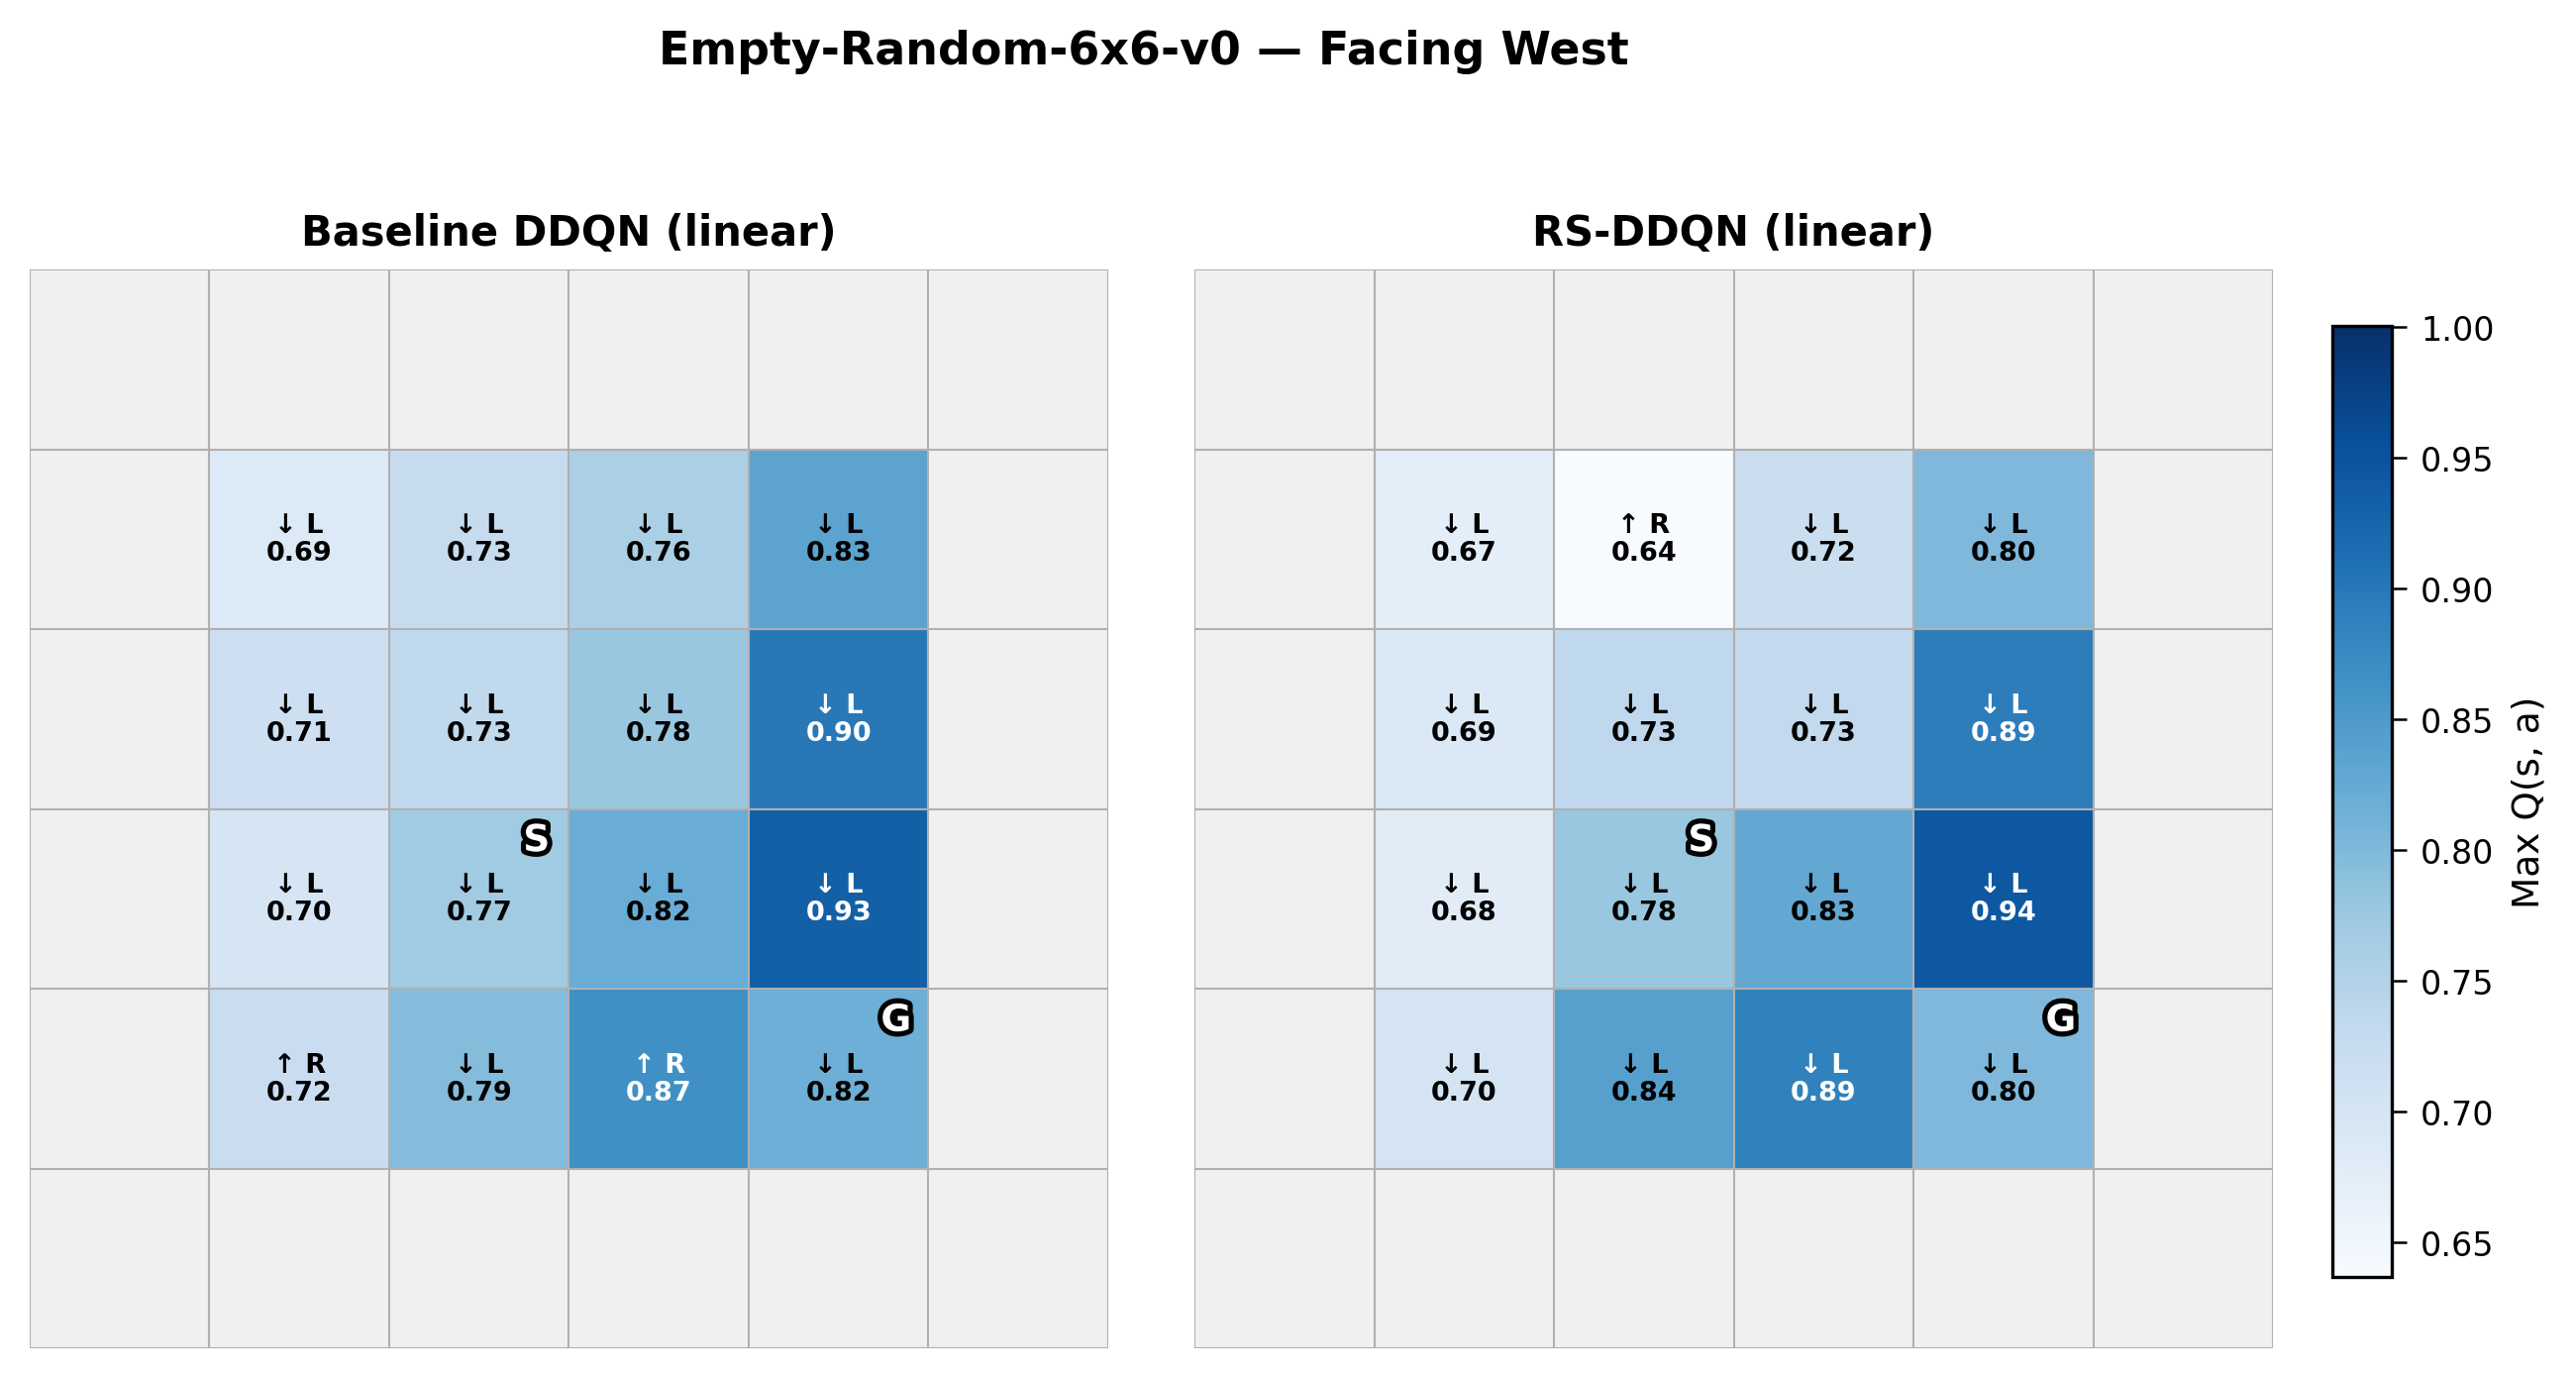 Empty-Random-6x6-v0 — Facing West
Baseline DDQN (linear)
↓ L ↓ L ↓ L ↓ L
0.69 0.73 0.76 0.83
↓ L ↓ L ↓ L ↓ L
0.71 0.73 0.78 0.90
S
↓ L ↓ L ↓ L ↓ L
0.70 0.77 0.82 0.93
G
↑ R ↓ L ↑ R ↓ L
0.72 0.79 0.87 0.82
RS-DDQN (linear)
↓ L ↑ R ↓ L ↓ L
0.67 0.64 0.72 0.80
↓ L ↓ L ↓ L ↓ L
0.69 0.73 0.73 0.89
S
↓ L ↓ L ↓ L ↓ L
0.68 0.78 0.83 0.94
G
↓ L ↓ L ↓ L ↓ L
0.70 0.84 0.89 0.80
1.00
0.95
0.90
0.85
0.80
0.75
0.70
0.65
Max Q(s, a)